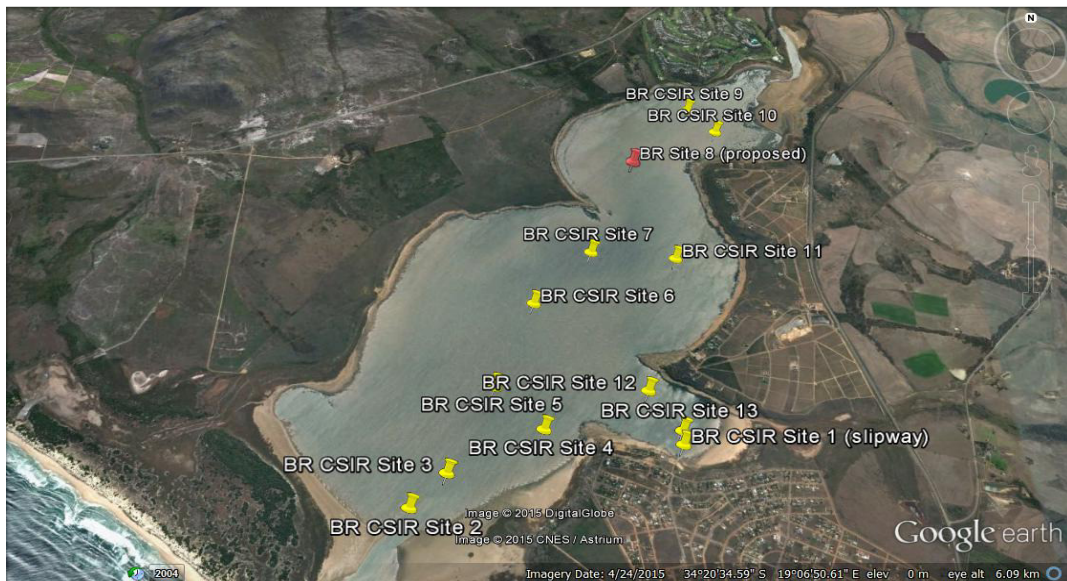 N
BR CSIR Site 9
BR CSIR Site 10
BR Site 8 (proposed)
BR CSIR Site 7
BR CSIR Site 11
BR CSIR Site 6
BR CSIR Site 12
BR CSIR Site 5
BR CSIR Site 13
BR CSIR Site 1 (slipway)
BR CSIR Site 4
BR CSIR Site 3
BR CSIR Site 2
Image © 2015 DigitalGlobe
Image © 2015 CNES / Astrium
Google earth
2004
Imagery Date: 4/24/2015 34°20'34.59" S 19°06'50.61" E elev 0 m eye alt 6.09 km